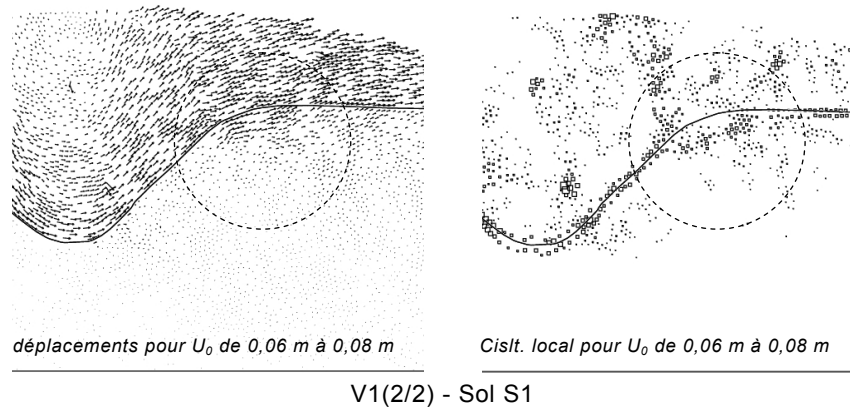 déplacements pour U₀ de 0,06 m à 0,08 m
Cislt. local pour U₀ de 0,06 m à 0,08 m
V1(2/2) - Sol S1